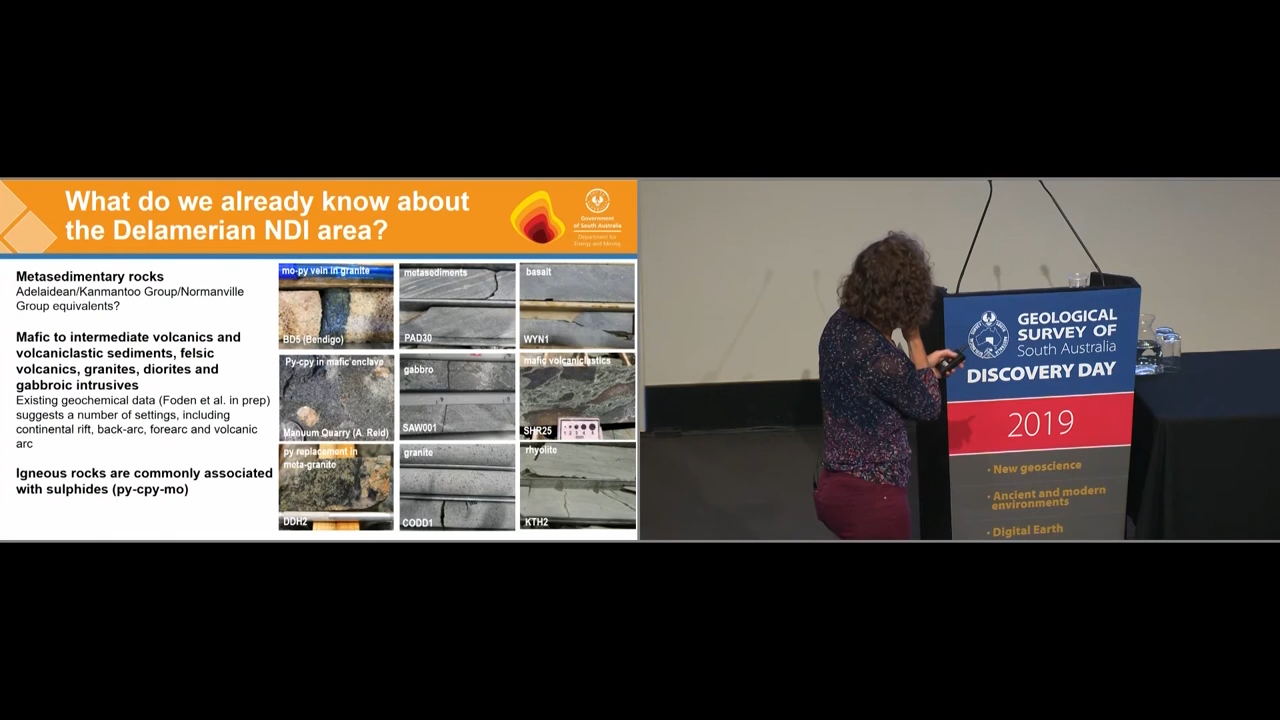 What do we already know about
the Delamerian NDI area?
Government
of South Australia
Department for
Energy and Mining
Metasedimentary rocks
Adelaidean/Kanmantoo Group/Normanville
Group equivalents?
Mafic to intermediate volcanics and
volcaniclastic sediments, felsic
volcanics, granites, diorites and
gabbroic intrusives
Existing geochemical data (Foden et al. in prep)
suggests a number of settings, including
continental rift, back-arc, forearc and volcanic
arc
Igneous rocks are commonly associated
with sulphides (py-cpy-mo)
mo-py vein in granite
BD5 (Bendigo)
metasediments
PAD30
basalt
WYN1
Py-cpy in mafic enclave
Manuum Quarry (A. Reid)
gabbro
SAW001
mafic volcaniclastics
SHR25
py replacement in
meta-granite
DDH2
granite
CODD1
rhyolite
KTH2
GEOLOGICAL
SURVEY OF
South Australia
DISCOVERY DAY
2019
• New geoscience
• Ancient and modern
environments
• Digital Earth